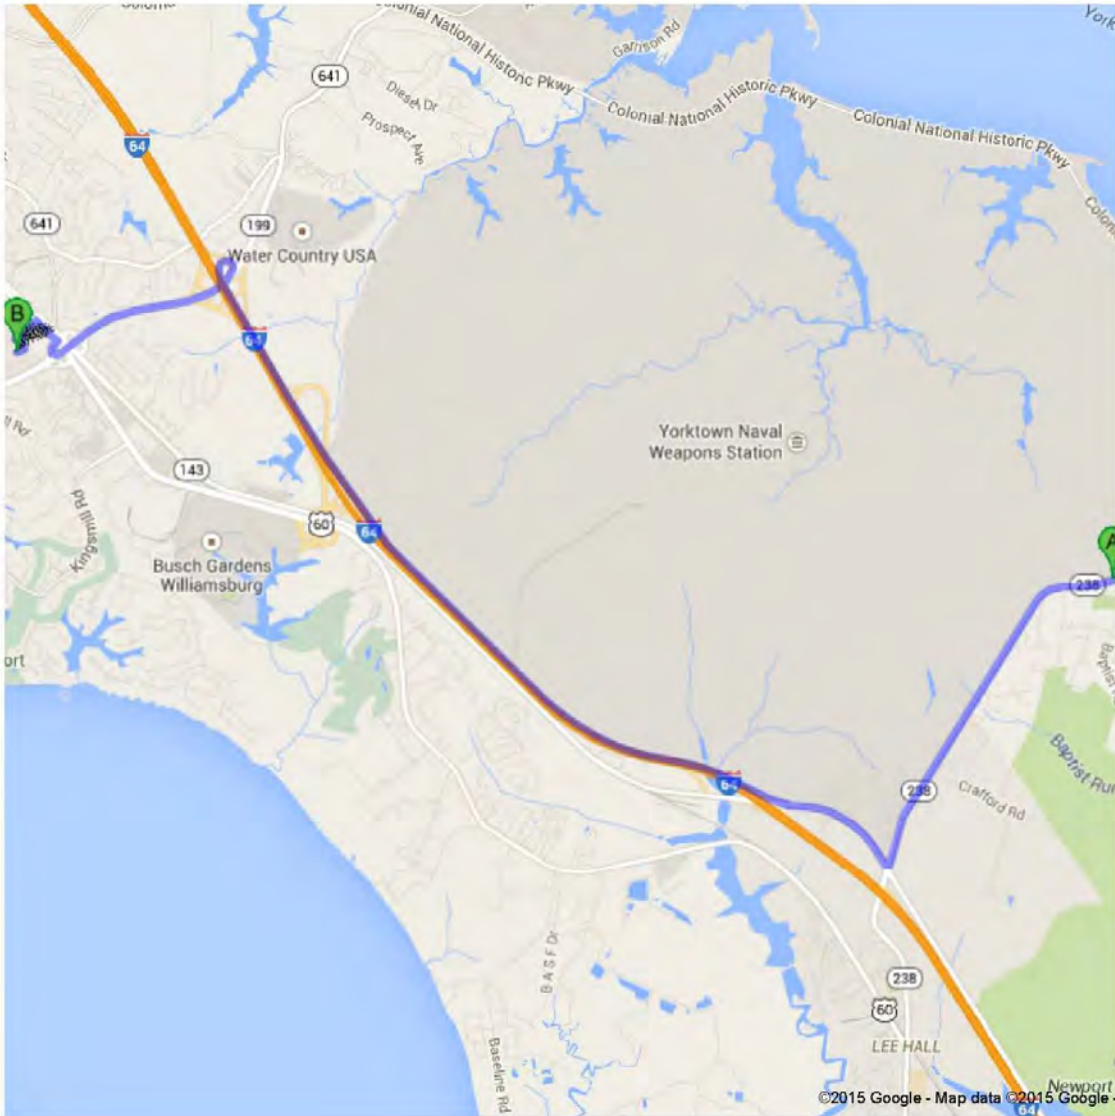 York
Garrison Rd
Colonial National Historic Pkwy
641
Diesel Dr
Colonial National Historic Pkwy
Colonial National Historic Pkwy
Prospect Ave
64
641
199
Water Country USA
B
64
Yorktown Naval
Weapons Station
143
Kingsmill Rd
60
64
Busch Gardens
Williamsburg
A
238
ort
Baptist Run
64
238
Crafford Rd
BASF Dr
238
60
LEE HALL
Baseline Rd
Newport
64
©2015 Google - Map data ©2015 Google -